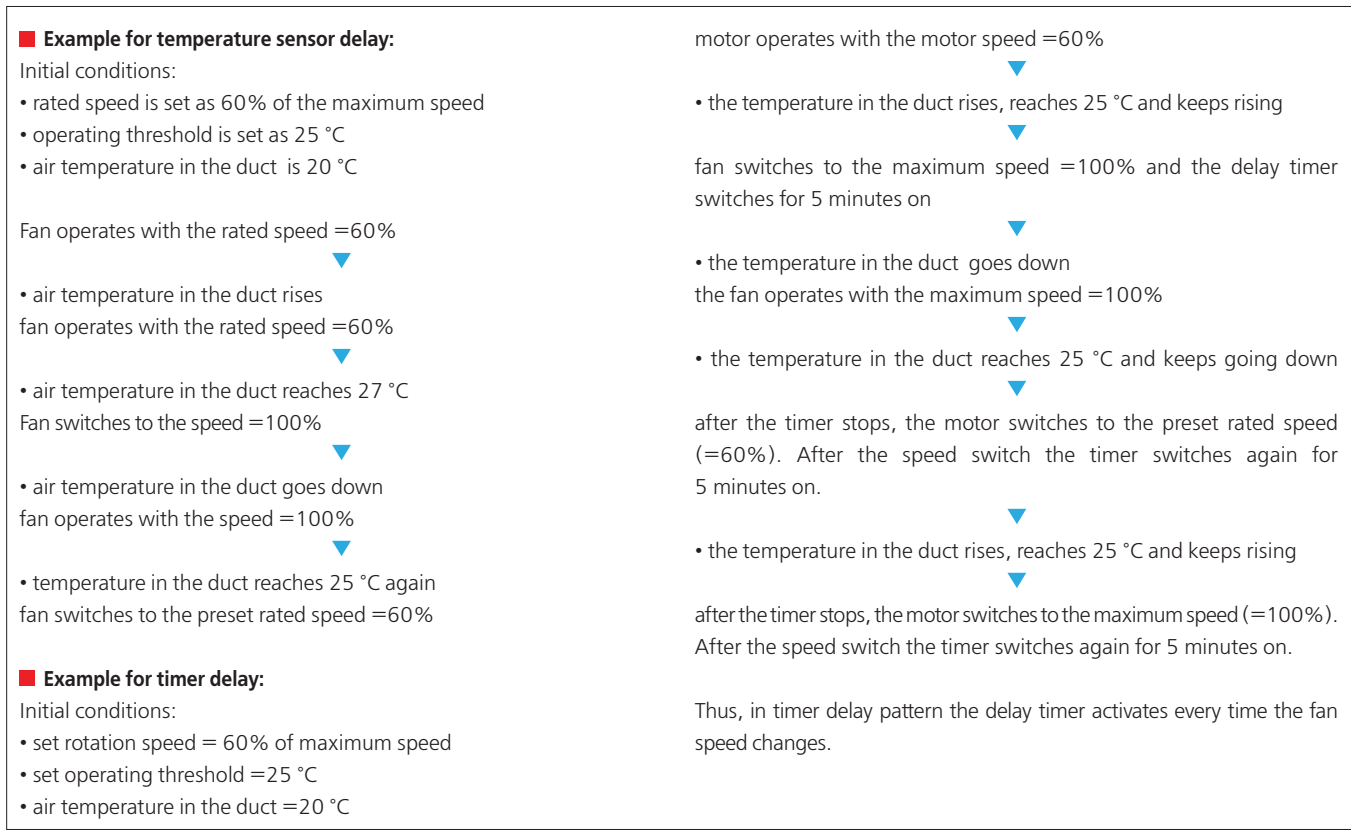 Example for temperature sensor delay:
Initial conditions:
• rated speed is set as 60% of the maximum speed
• operating threshold is set as 25 °C
• air temperature in the duct  is 20 °C
Fan operates with the rated speed =60%
• air temperature in the duct rises
fan operates with the rated speed =60%
• air temperature in the duct reaches 27 °C
Fan switches to the speed =100%
• air temperature in the duct goes down
fan operates with the speed =100%
• temperature in the duct reaches 25 °C again
fan switches to the preset rated speed =60%
Example for timer delay:
Initial conditions:
• set rotation speed = 60% of maximum speed
• set operating threshold =25 °C
• air temperature in the duct =20 °C
motor operates with the motor speed =60%
• the temperature in the duct rises, reaches 25 °C and keeps rising
fan switches to the maximum speed =100% and the delay timer
switches for 5 minutes on
• the temperature in the duct  goes down
the fan operates with the maximum speed =100%
• the temperature in the duct reaches 25 °C and keeps going down
after the timer stops, the motor switches to the preset rated speed
(=60%). After the speed switch the timer switches again for
5 minutes on.
• the temperature in the duct rises, reaches 25 °C and keeps rising
after the timer stops, the motor switches to the maximum speed (=100%).
After the speed switch the timer switches again for 5 minutes on.
Thus, in timer delay pattern the delay timer activates every time the fan
speed changes.